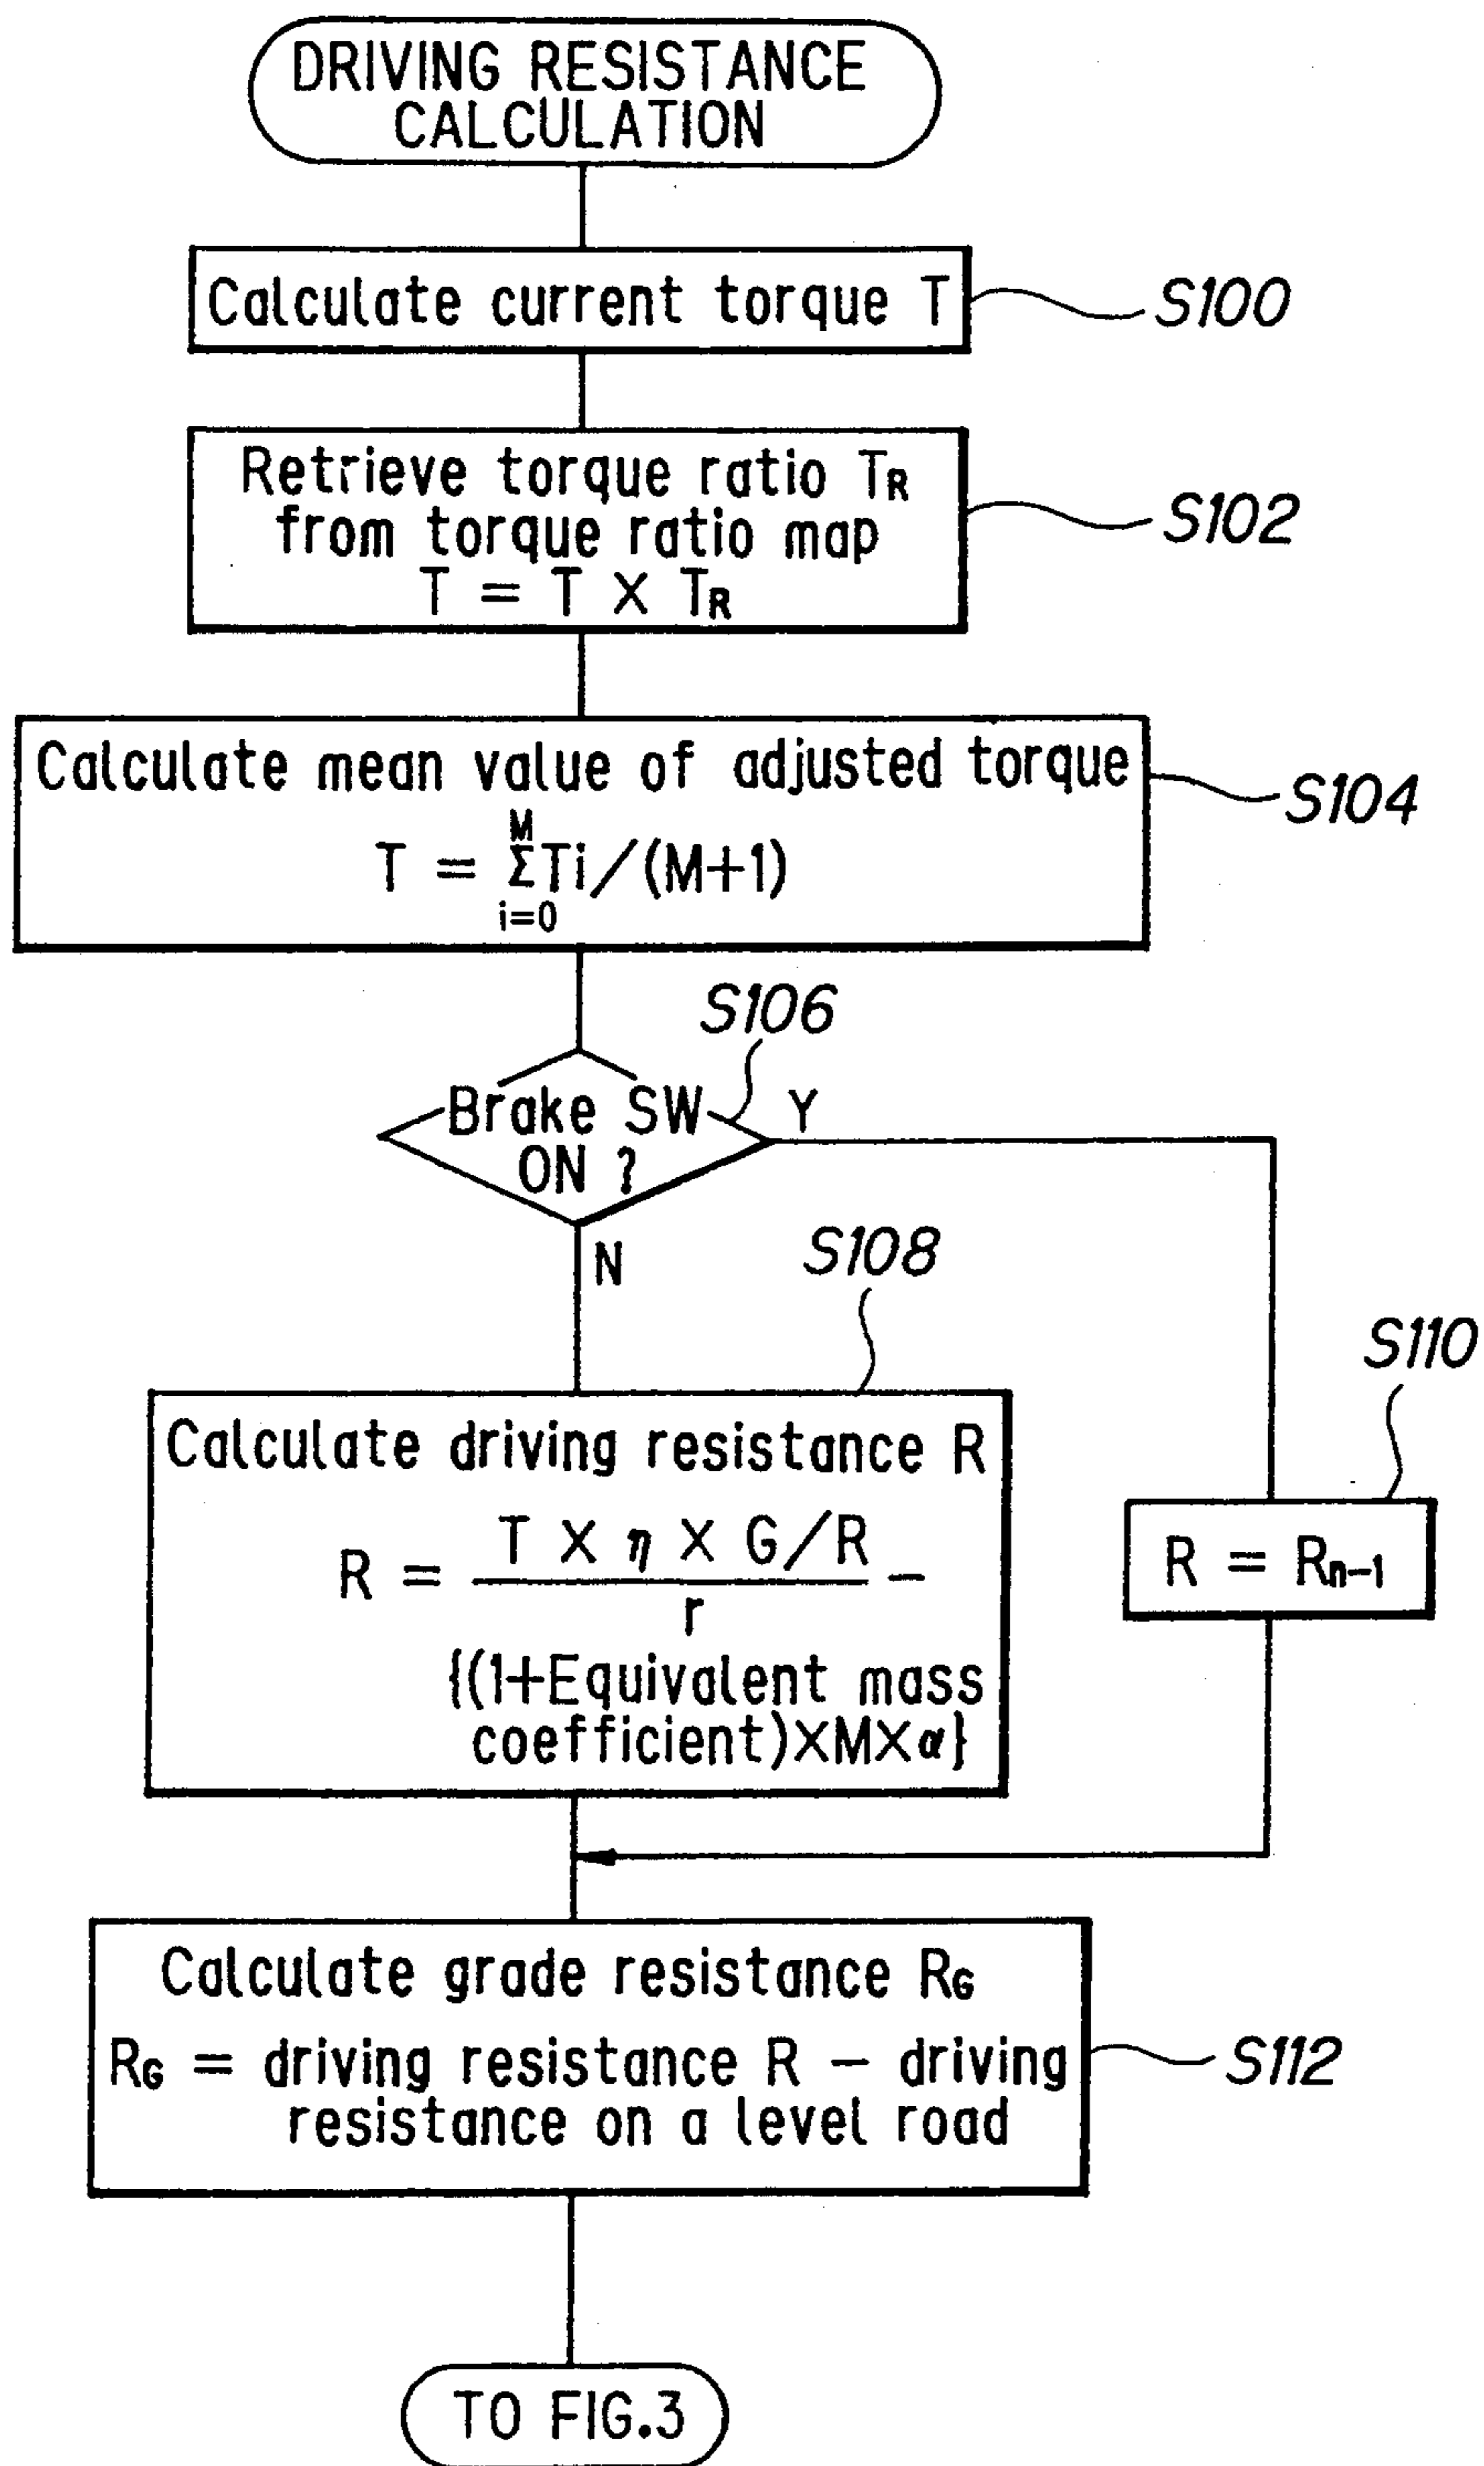 DRIVING RESISTANCE
CALCULATION
Calculate current torque T
S100
Retrieve torque ratio TR
from torque ratio map
T = T × TR
S102
Calculate mean value of adjusted torque
S104
M
T = ΣTi/(M+1)
i=0
S106
Brake SW
ON ?
Y
N
S108
Calculate driving resistance R
T × η × G/R
R = ―
r
{(1+Equivalent mass
coefficient)×M×α}
S110
R = Rn-1
Calculate grade resistance RG
RG = driving resistance R − driving
resistance on a level road
S112
TO FIG.3